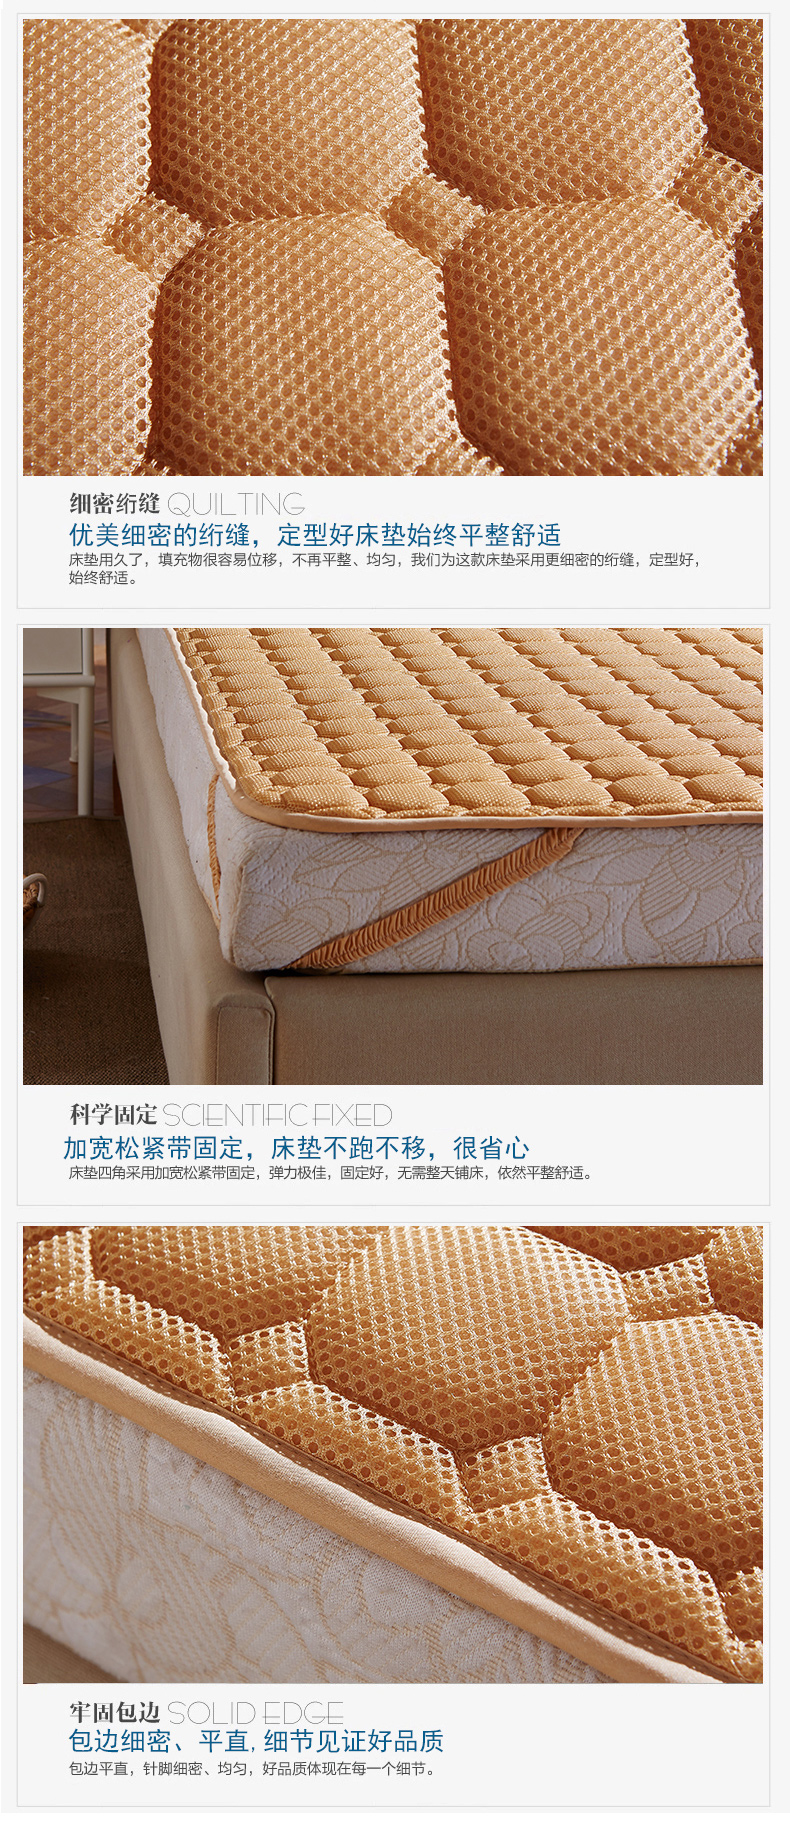 细密绗缝 QUILTING
优美细密的绗缝，定型好床垫始终平整舒适
床垫用久了，填充物很容易位移，不再平整、均匀，我们为这款床垫采用更细密的绗缝，定型好，
始终舒适。
科学固定 SCIENTIFIC FIXED
加宽松紧带固定，床垫不跑不移，很省心
床垫四角采用加宽松紧带固定，弹力极佳，固定好，无需整天铺床，依然平整舒适。
牢固包边 SOLID EDGE
包边细密、平直,细节见证好品质
包边平直，针脚细密、均匀，好品质体现在每一个细节。